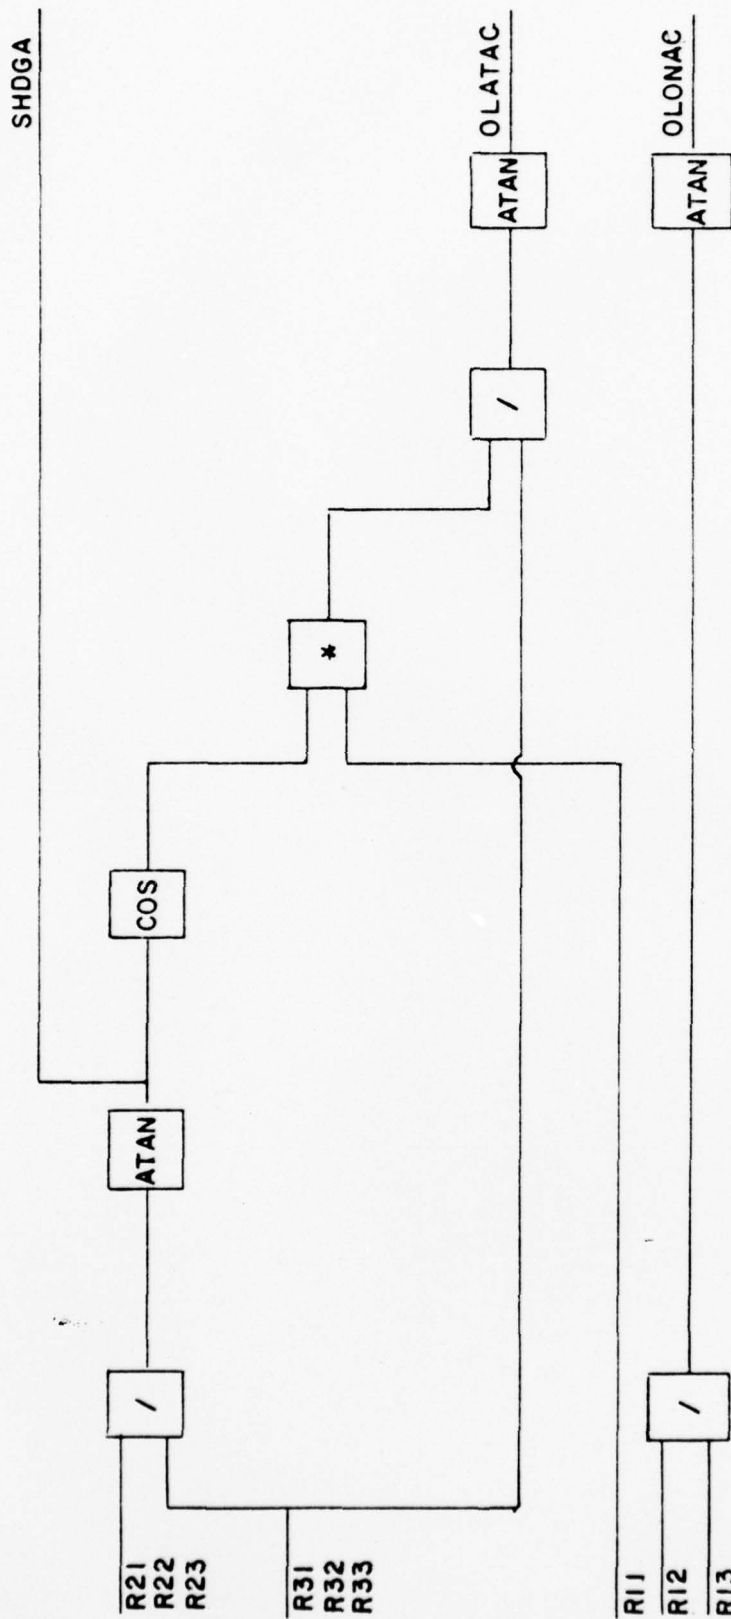 SHDGA
R21
R22
R23
/
ATAN
COS
R31
R32
R33
*
/
ATAN
OLATAC
R11
R12
R13
/
ATAN
OLONAC